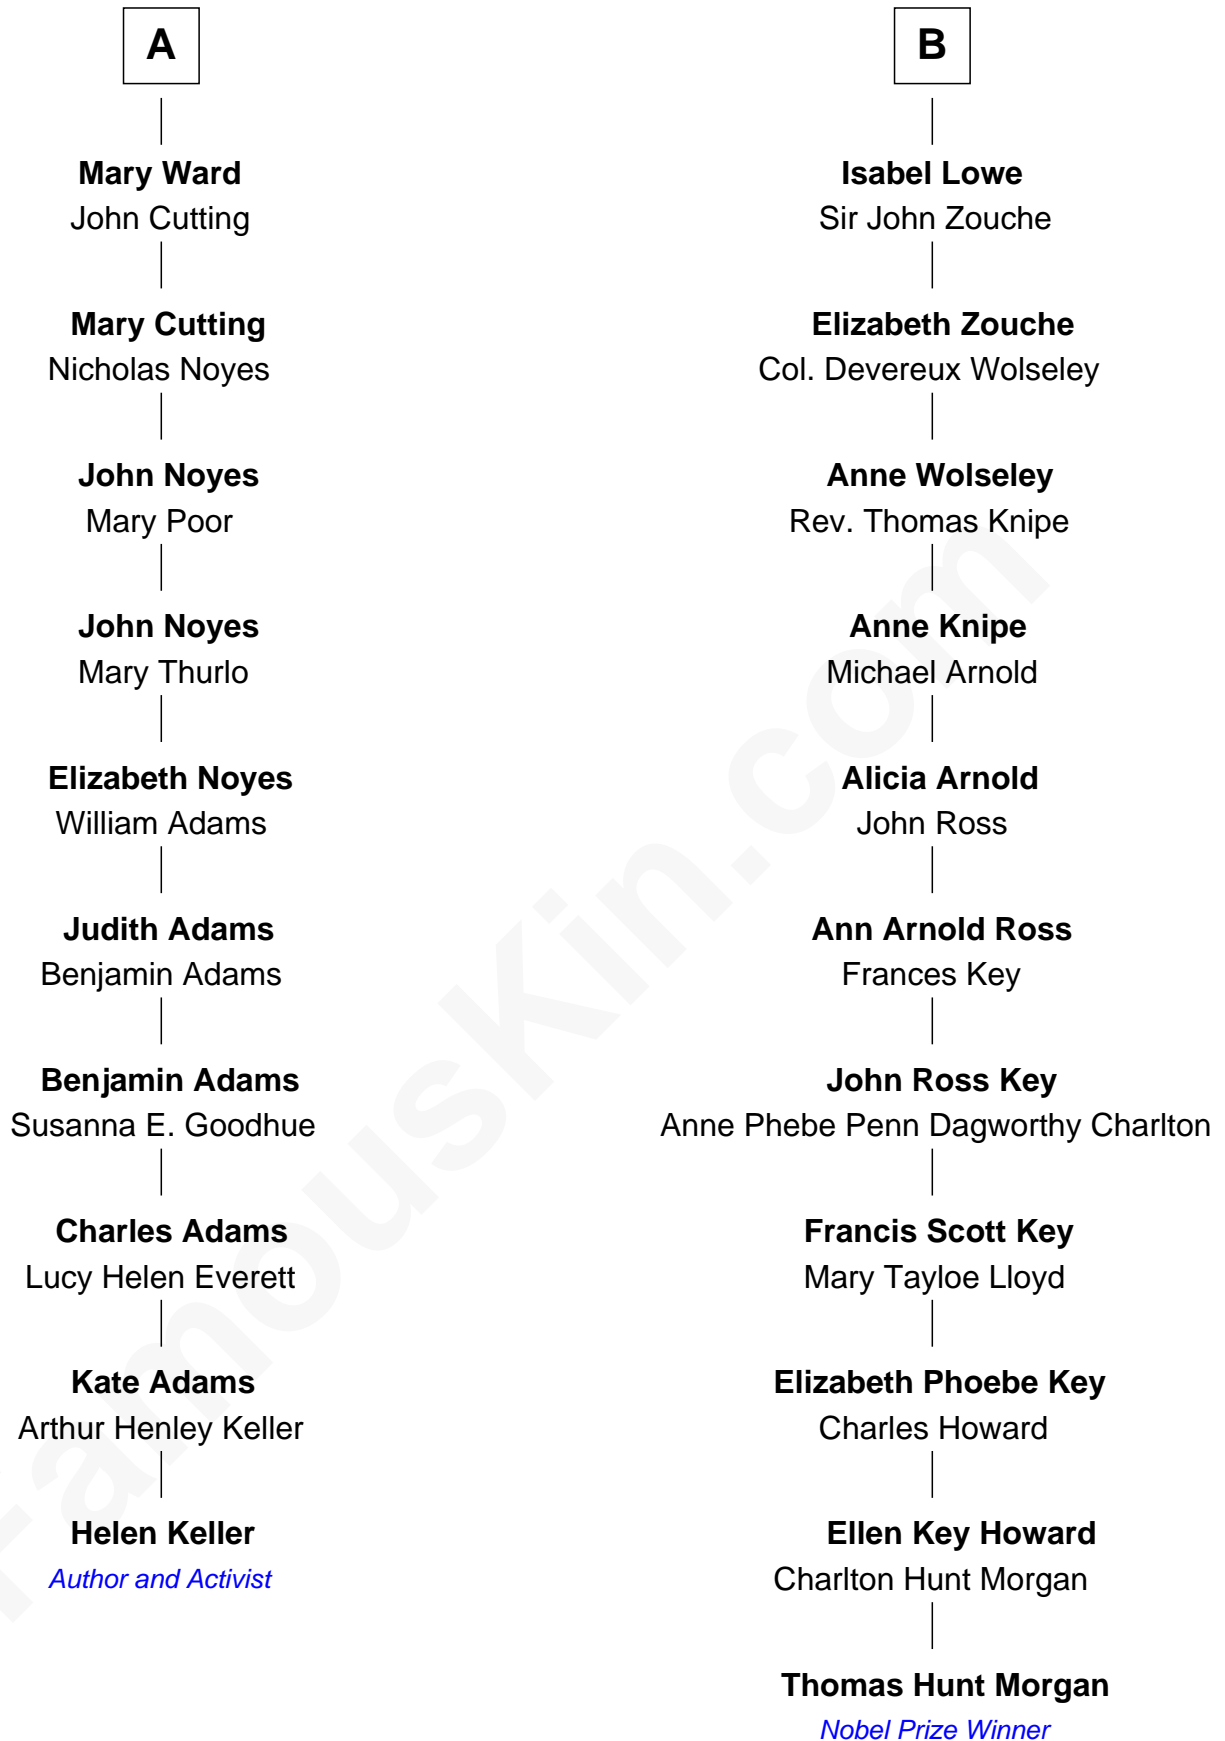 A
Mary Ward
John Cutting
Mary Cutting
Nicholas Noyes
John Noyes
Mary Poor
John Noyes
Mary Thurlo
Elizabeth Noyes
William Adams
Judith Adams
Benjamin Adams
Benjamin Adams
Susanna E. Goodhue
Charles Adams
Lucy Helen Everett
Kate Adams
Arthur Henley Keller
Helen Keller
Author and Activist
B
Isabel Lowe
Sir John Zouche
Elizabeth Zouche
Col. Devereux Wolseley
Anne Wolseley
Rev. Thomas Knipe
Anne Knipe
Michael Arnold
Alicia Arnold
John Ross
Ann Arnold Ross
Frances Key
John Ross Key
Anne Phebe Penn Dagworthy Charlton
Francis Scott Key
Mary Tayloe Lloyd
Elizabeth Phoebe Key
Charles Howard
Ellen Key Howard
Charlton Hunt Morgan
Thomas Hunt Morgan
Nobel Prize Winner
FamousKin.com